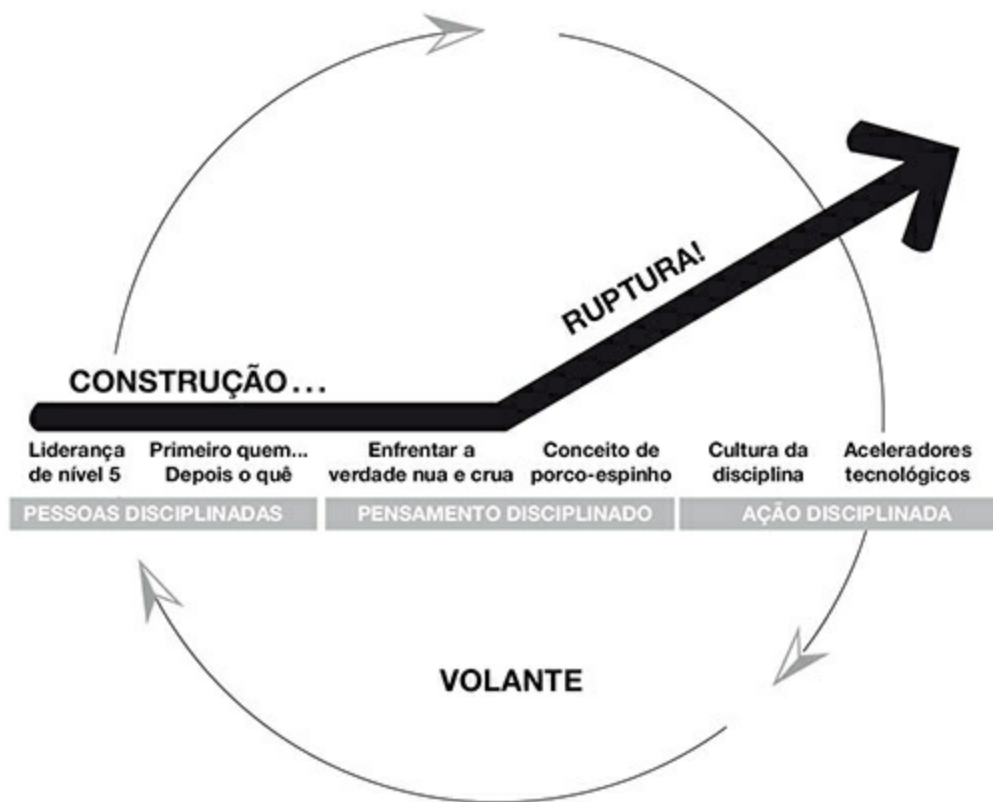 RUPTURA!
CONSTRUÇÃO...
Liderança
de nível 5
Primeiro quem...
Depois o quê
Enfrentar a
verdade nua e crua
Conceito de
porco-espinho
Cultura da
disciplina
Aceleradores
tecnológicos
PESSOAS DISCIPLINADAS
PENSAMENTO DISCIPLINADO
AÇÃO DISCIPLINADA
VOLANTE